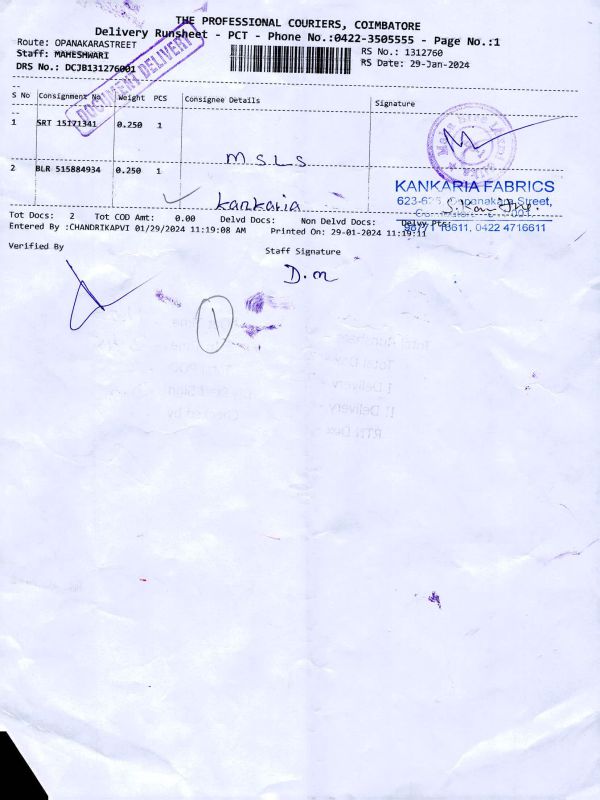 THE PROFESSIONAL COURIERS, COIMBATORE
Delivery Runsheet - PCT - Phone No.:0422-3505555 - Page No.:1
Route: OPANAKARASTREET
Staff: MAHESHWARI
DRS No.: DCJB131276001
RS No.: 1312760
RS Date: 29-Jan-2024
DOCUMENT DELIVERY
S No Consignment No Weight PCS Consignee Details Signature
1 SRT 15171341 0.250 1
M.S.L.S
2 BLR 515884934 0.250 1
Kankaria
KANKARIA FABRICS
Street,
0422 4716611
Tot Docs: 2 Tot COD Amt: 0.00 Delvd Docs: Non Delvd Docs: Delvy Pts:
Entered By :CHANDRIKAPVI 01/29/2024 11:19:08 AM Printed On: 29-01-2024 11:19:11
Verified By
Staff Signature
D.m
1